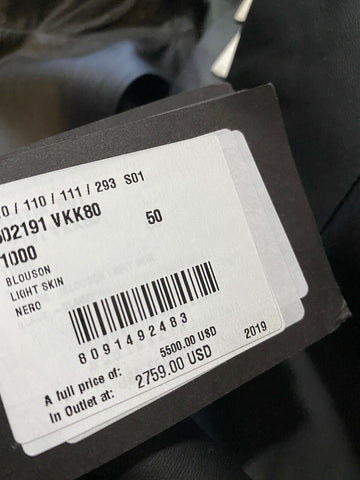 0 / 110 / 111 / 293 S01
602191 VKK80 50
1000
BLOUSON
LIGHT SKIN
NERO
8091492483
A full price of: 5500.00 USD
In Outlet at: 2759.00 USD 2019